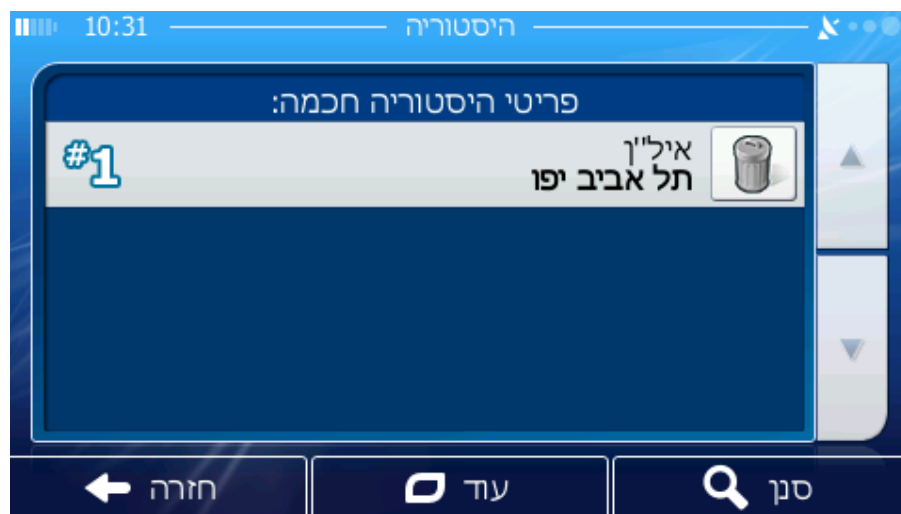 10:31
היסטוריה
פריטי היסטוריה חכמה:
#1
איל''ן
תל אביב יפו
חזרה
עוד
סנן